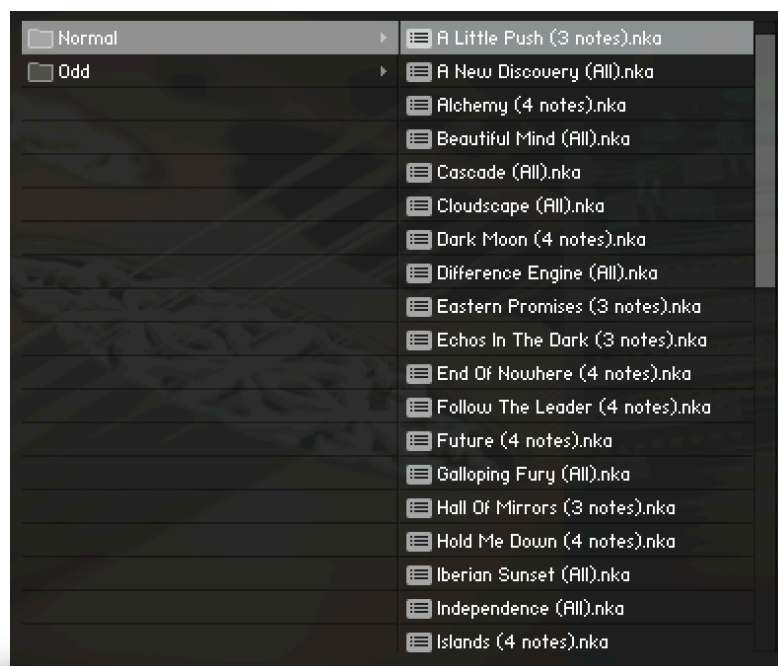 Normal
Odd
A Little Push (3 notes).nka
A New Discovery (All).nka
Alchemy (4 notes).nka
Beautiful Mind (All).nka
Cascade (All).nka
Cloudscape (All).nka
Dark Moon (4 notes).nka
Difference Engine (All).nka
Eastern Promises (3 notes).nka
Echos In The Dark (3 notes).nka
End Of Nowhere (4 notes).nka
Follow The Leader (4 notes).nka
Future (4 notes).nka
Galloping Fury (All).nka
Hall Of Mirrors (3 notes).nka
Hold Me Down (4 notes).nka
Iberian Sunset (All).nka
Independence (All).nka
Islands (4 notes).nka